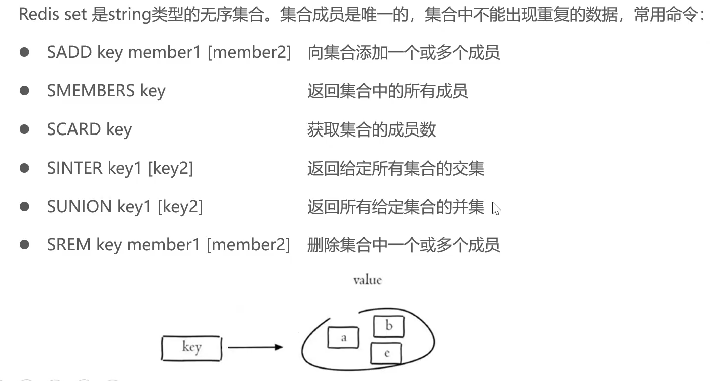 Redis set 是string类型的无序集合。集合成员是唯一的，集合中不能出现重复的数据，常用命令：
● SADD key member1 [member2] 向集合添加一个或多个成员
● SMEMBERS key 返回集合中的所有成员
● SCARD key 获取集合的成员数
● SINTER key1 [key2] 返回给定所有集合的交集
● SUNION key1 [key2] 返回所有给定集合的并集
● SREM key member1 [member2] 删除集合中一个或多个成员
value
b
a
key
c